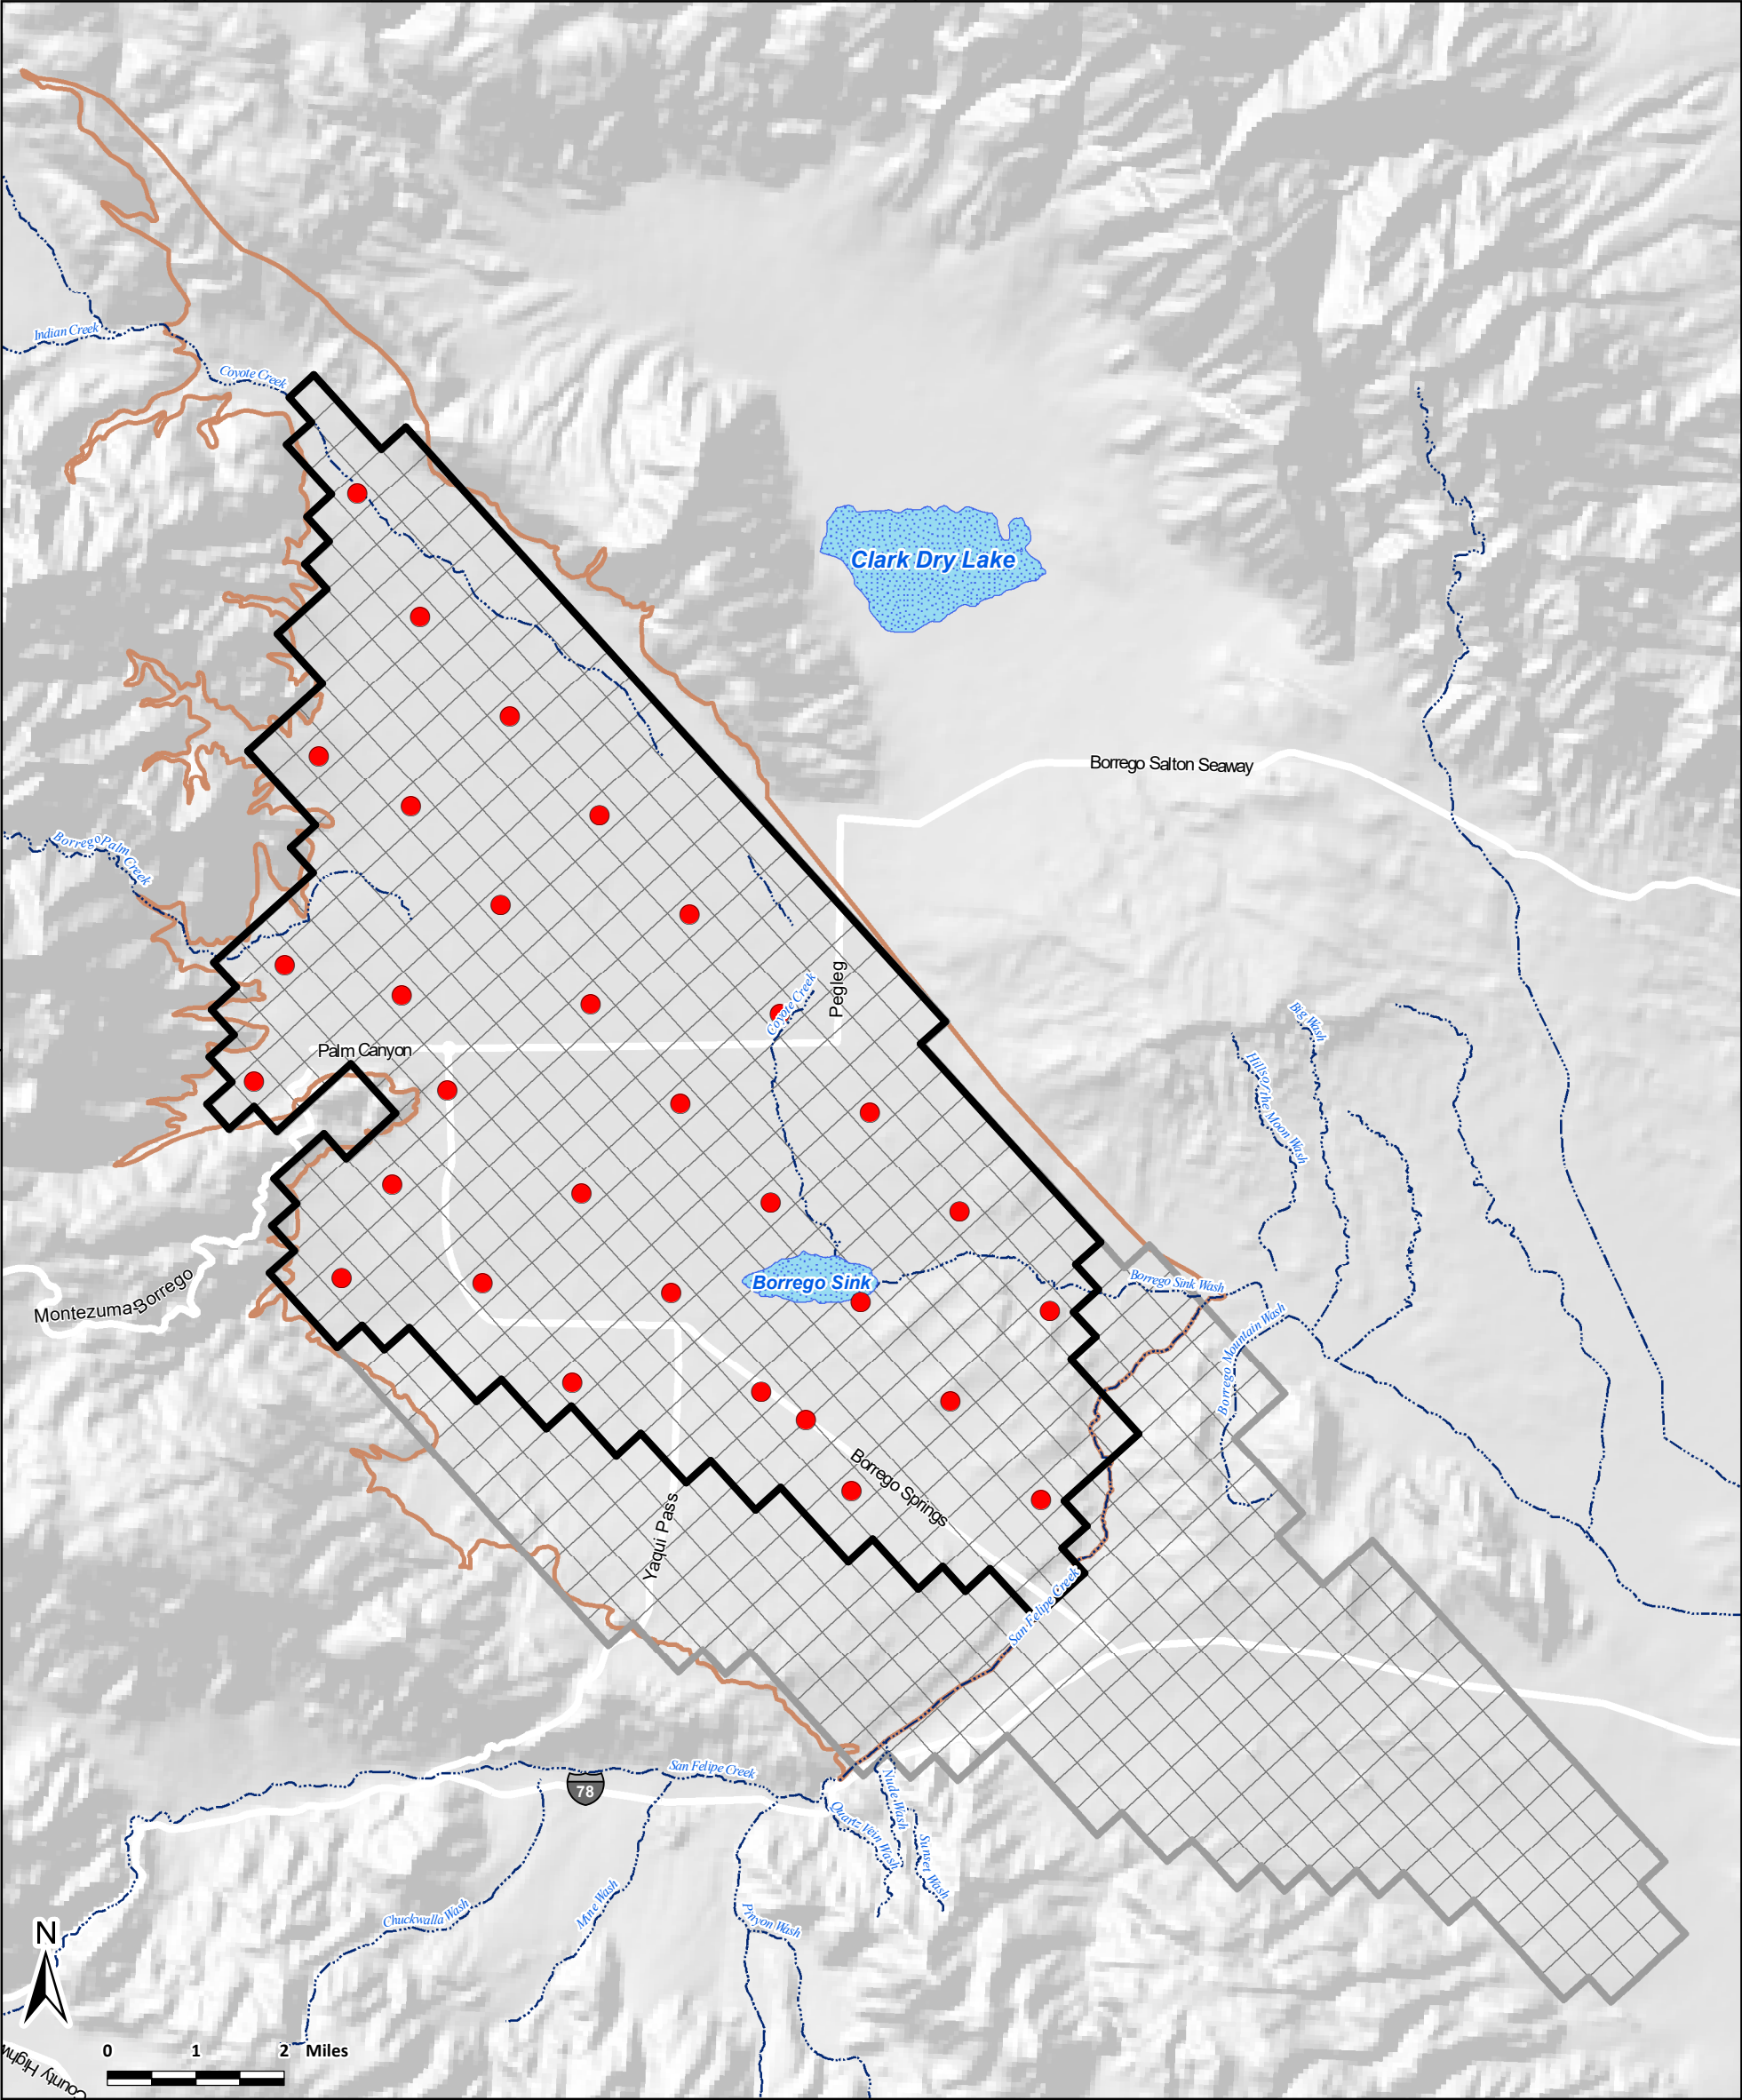 Indian Creek
Coyote Creek
Clark Dry Lake
Borrego Salton Seaway
Borrego Palm Creek
Pegleg
Coyote Creek
Palm Canyon
Big Wash
Hills of the Moon Wash
Borrego Sink
Borrego Sink Wash
Montezuma-Borrego
Borrego Mountain Wash
Borrego Springs
Yaqui Pass
San Felipe Creek
San Felipe Creek
78
Nude Wash
Quartz Vein Wash
Sunset Wash
Chuckwalla Wash
Mine Wash
Pinyon Wash
N
0 1 2 Miles
County Highw